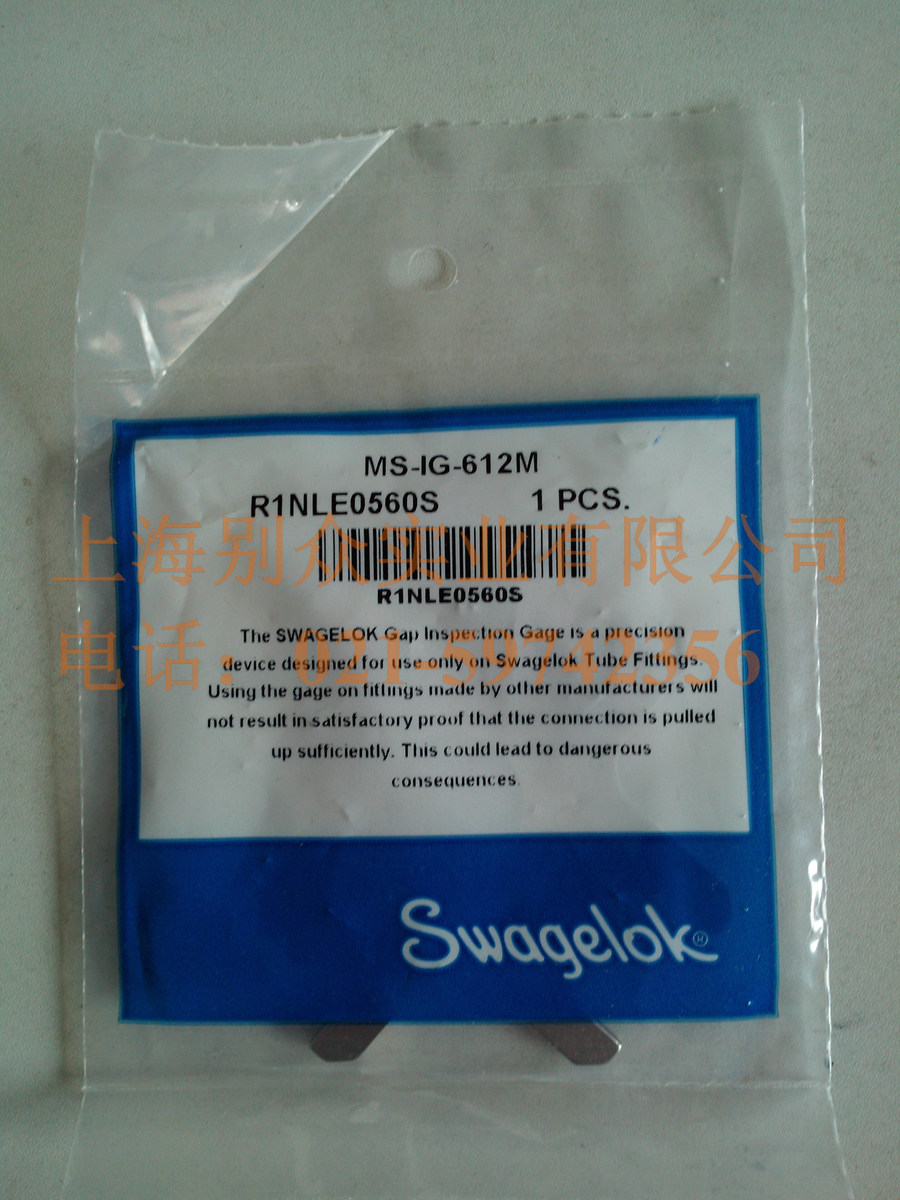 MS-IG-612M
R1NLE0560S 1 PCS.
上海别众实业有限公司
R1NLE0560S
电话：021-59742356
The SWAGELOK Gap Inspection Gage is a precision
device designed for use only on Swagelok Tube Fittings.
Using the gage on fittings made by other manufacturers will
not result in satisfactory proof that the connection is pulled
up sufficiently. This could lead to dangerous
consequences.
Swagelok